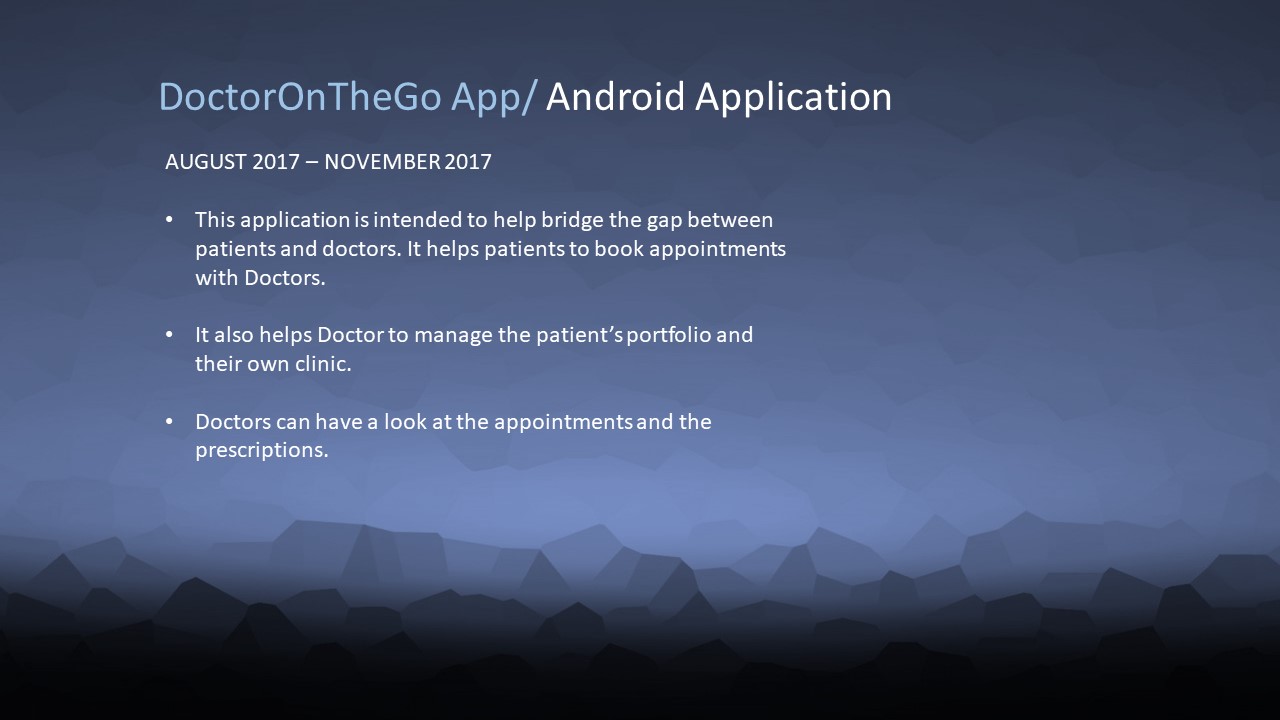 DoctorOnTheGo App/ Android Application
AUGUST 2017 – NOVEMBER 2017
• This application is intended to help bridge the gap between
patients and doctors. It helps patients to book appointments
with Doctors.
• It also helps Doctor to manage the patient’s portfolio and
their own clinic.
• Doctors can have a look at the appointments and the
prescriptions.